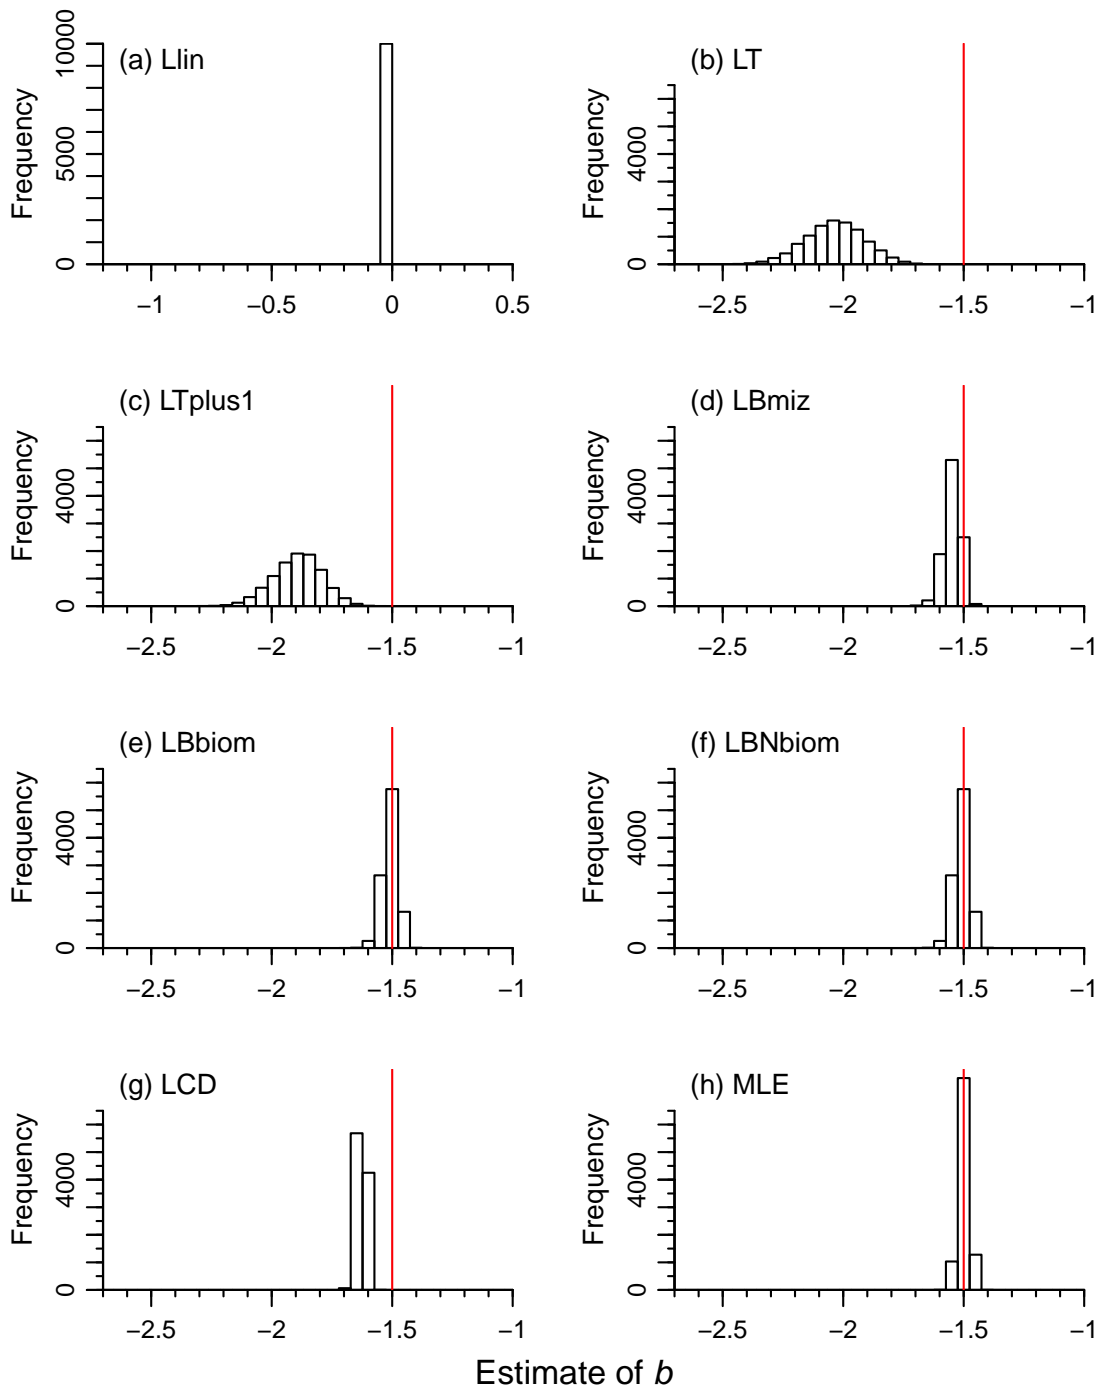 (a) Llin
Frequency
0 5000 10000
−1 −0.5 0 0.5
(b) LT
Frequency
0 4000
−2.5 −2 −1.5 −1
(c) LTplus1
Frequency
0 4000
−2.5 −2 −1.5 −1
(d) LBmiz
Frequency
0 4000
−2.5 −2 −1.5 −1
(e) LBbiom
Frequency
0 4000
−2.5 −2 −1.5 −1
(f) LBNbiom
Frequency
0 4000
−2.5 −2 −1.5 −1
(g) LCD
Frequency
0 4000
−2.5 −2 −1.5 −1
(h) MLE
Frequency
0 4000
−2.5 −2 −1.5 −1
Estimate of b